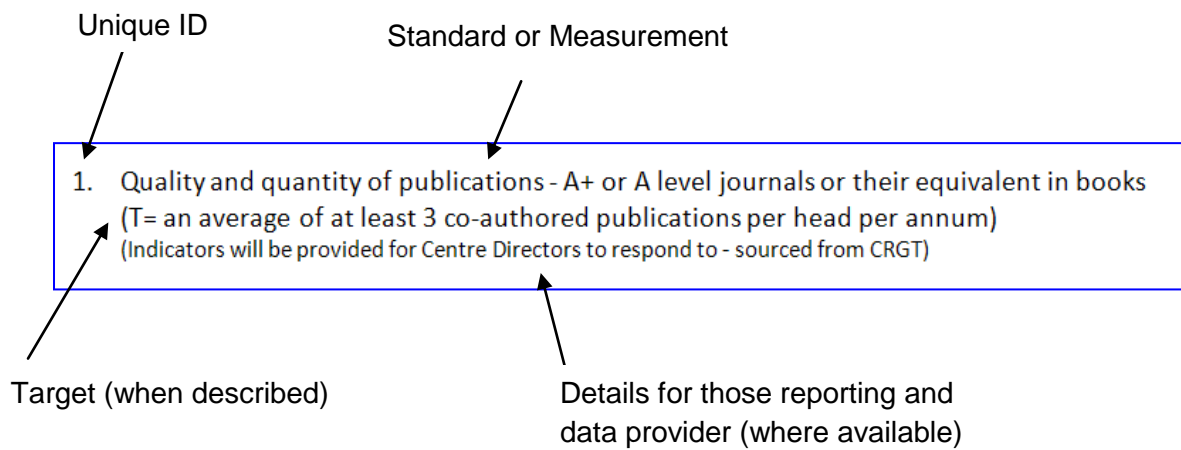 Unique ID
Standard or Measurement
1. Quality and quantity of publications - A+ or A level journals or their equivalent in books
(T= an average of at least 3 co-authored publications per head per annum)
(Indicators will be provided for Centre Directors to respond to - sourced from CRGT)
Target (when described)
Details for those reporting and
data provider (where available)